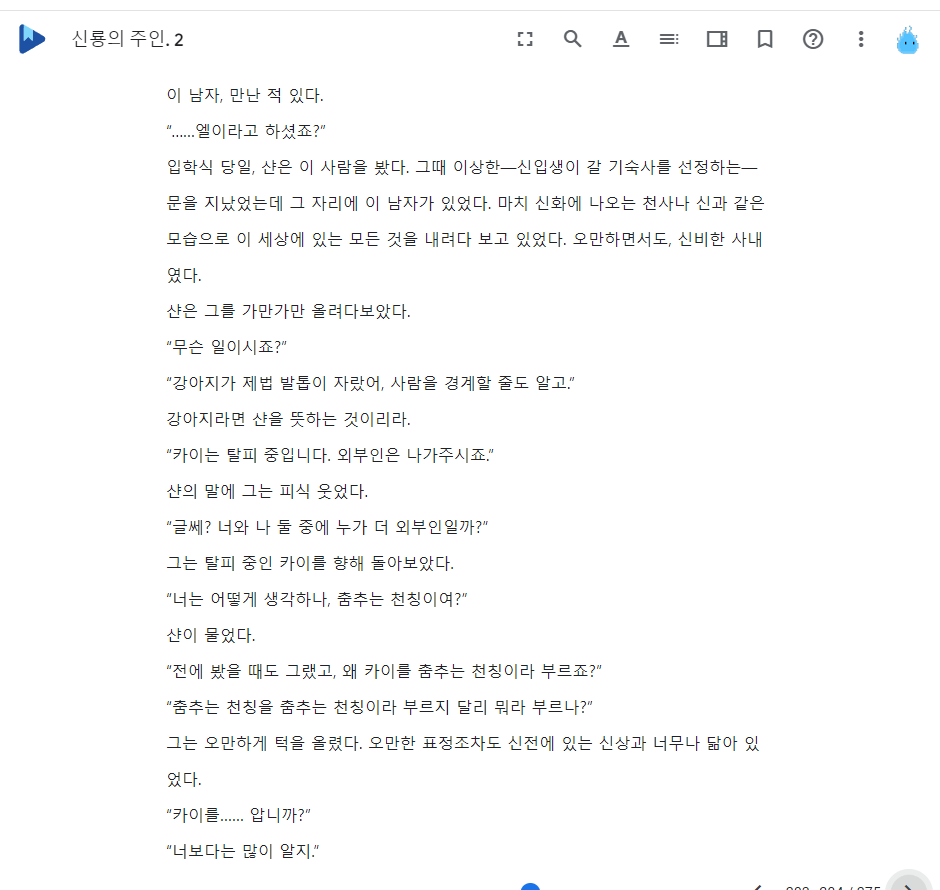 신룡의 주인. 2
이 남자, 만난 적 있다.
“……엘이라고 하셨죠?”
입학식 당일, 샨은 이 사람을 봤다. 그때 이상한—신입생이 갈 기숙사를 선정하는—
문을 지났었는데 그 자리에 이 남자가 있었다. 마치 신화에 나오는 천사나 신과 같은
모습으로 이 세상에 있는 모든 것을 내려다 보고 있었다. 오만하면서도, 신비한 사내
였다.
샨은 그를 가만가만 올려다보았다.
“무슨 일이시죠?”
“강아지가 제법 발톱이 자랐어, 사람을 경계할 줄도 알고.”
강아지라면 샨을 뜻하는 것이리라.
“카이는 탈피 중입니다. 외부인은 나가주시죠.”
샨의 말에 그는 피식 웃었다.
“글쎄? 너와 나 둘 중에 누가 더 외부인일까?”
그는 탈피 중인 카이를 향해 돌아보았다.
“너는 어떻게 생각하나, 춤추는 천칭이여?”
샨이 물었다.
“전에 봤을 때도 그랬고, 왜 카이를 춤추는 천칭이라 부르죠?”
“춤추는 천칭을 춤추는 천칭이라 부르지 달리 뭐라 부르나?”
그는 오만하게 턱을 올렸다. 오만한 표정조차도 신전에 있는 신상과 너무나 닮아 있
었다.
“카이를…… 압니까?”
“너보다는 많이 알지.”